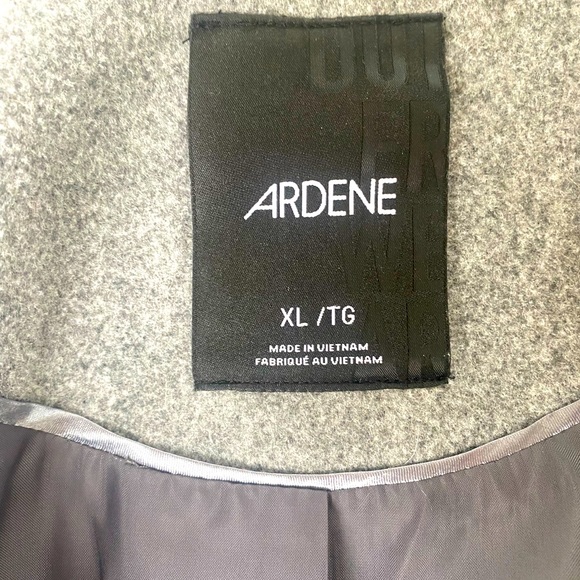 ARDENE
XL /TG
MADE IN VIETNAM
FABRIQUÉ AU VIETNAM